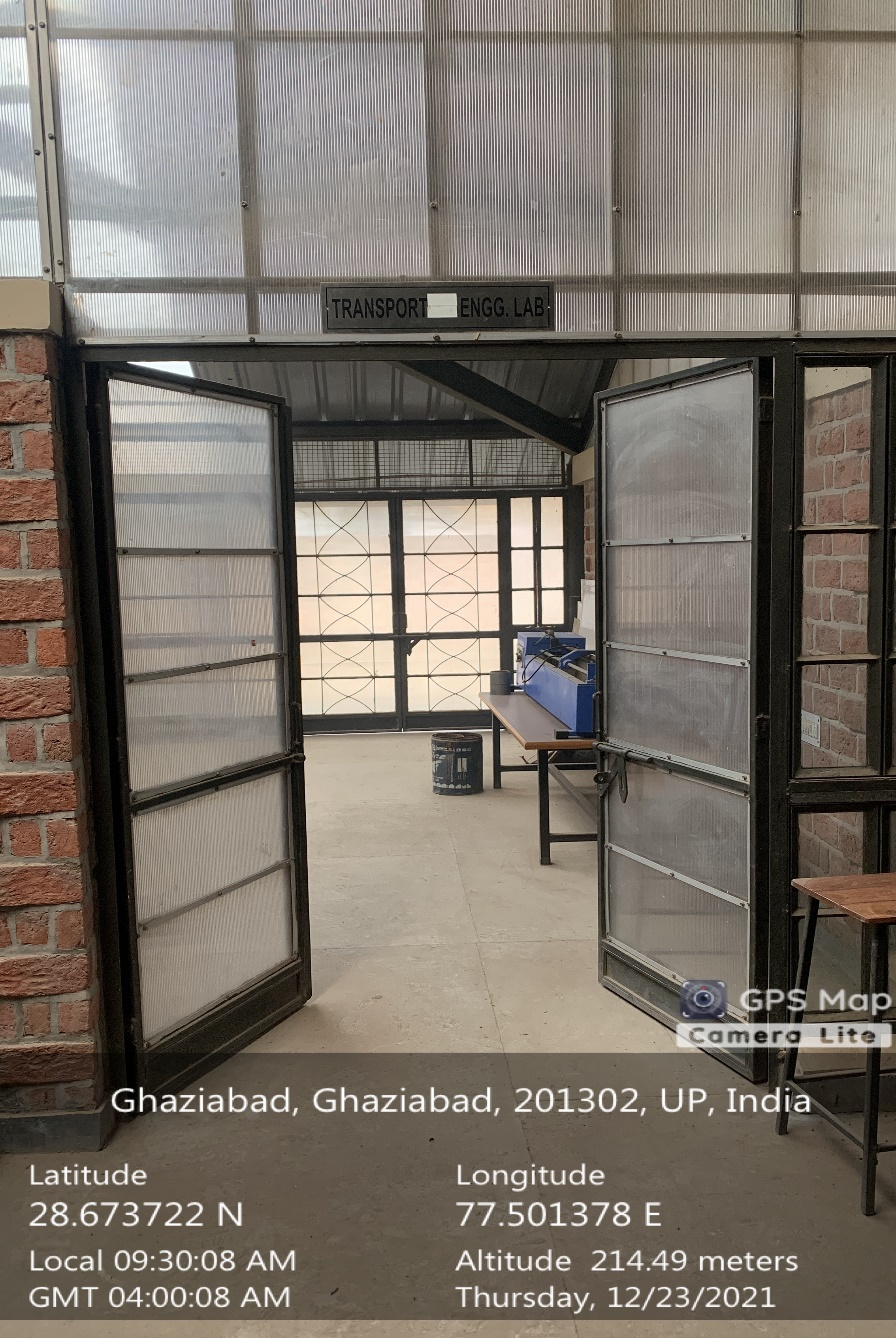 TRANSPORT ENGG. LAB
GPS Map
Camera Lite
Ghaziabad, Ghaziabad, 201302, UP, India
Latitude
Longitude
28.673722 N
77.501378 E
Local 09:30:08 AM
Altitude 214.49 meters
GMT 04:00:08 AM
Thursday, 12/23/2021